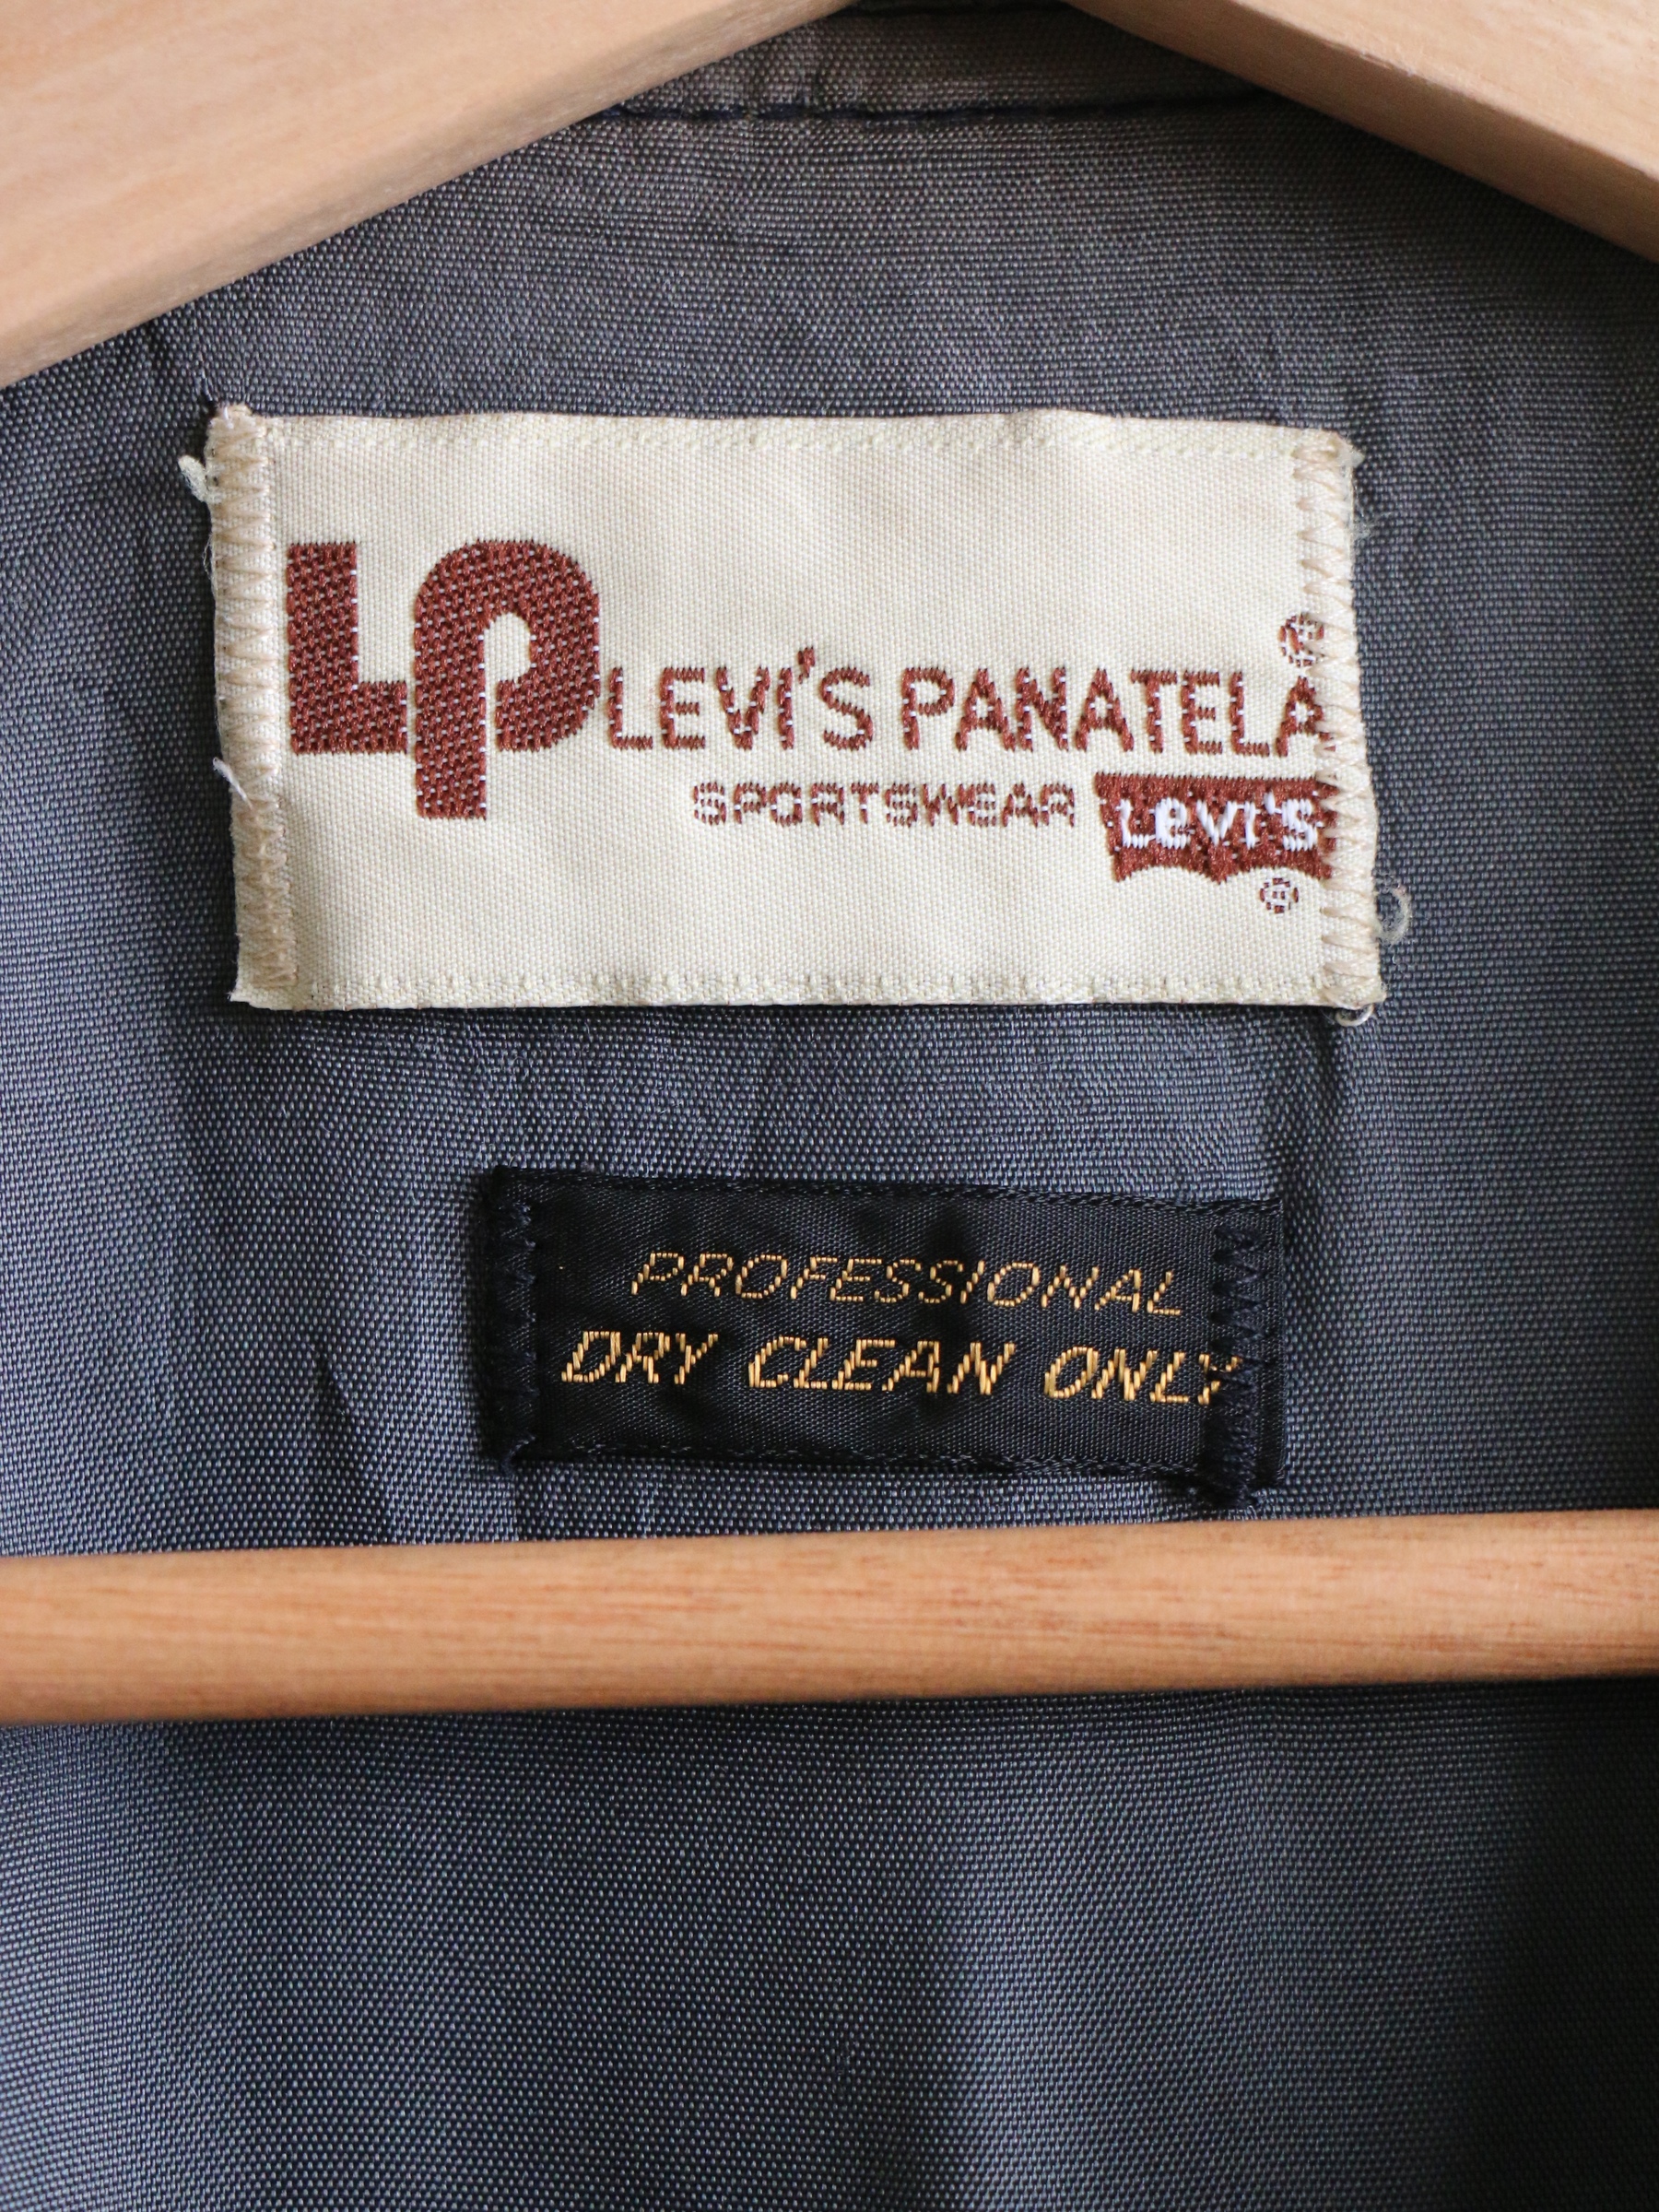 LP LEVI'S PANATELA ®
SPORTSWEAR LEVI'S ®
PROFESSIONAL
DRY CLEAN ONLY